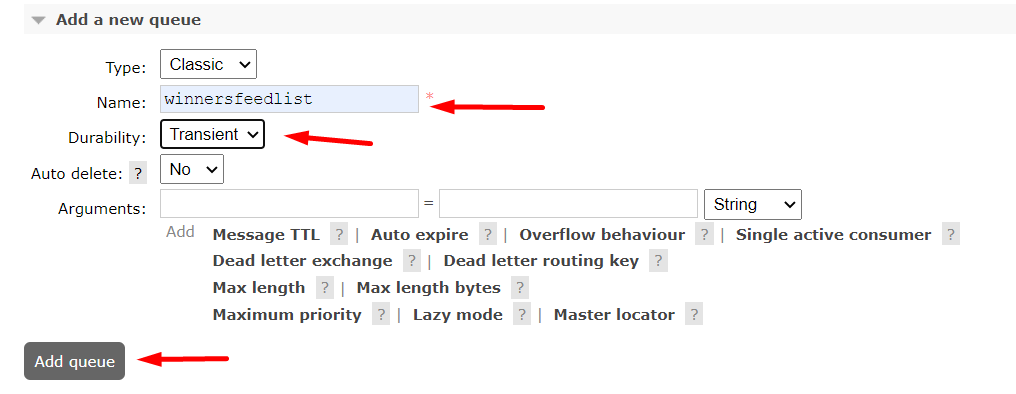 Add a new queue
Type: Classic
Name: winnersfeedlist *
Durability: Transient
Auto delete: ? No
Arguments: = String
Add Message TTL ? | Auto expire ? | Overflow behaviour ? | Single active consumer ?
Dead letter exchange ? | Dead letter routing key ?
Max length ? | Max length bytes ?
Maximum priority ? | Lazy mode ? | Master locator ?
Add queue